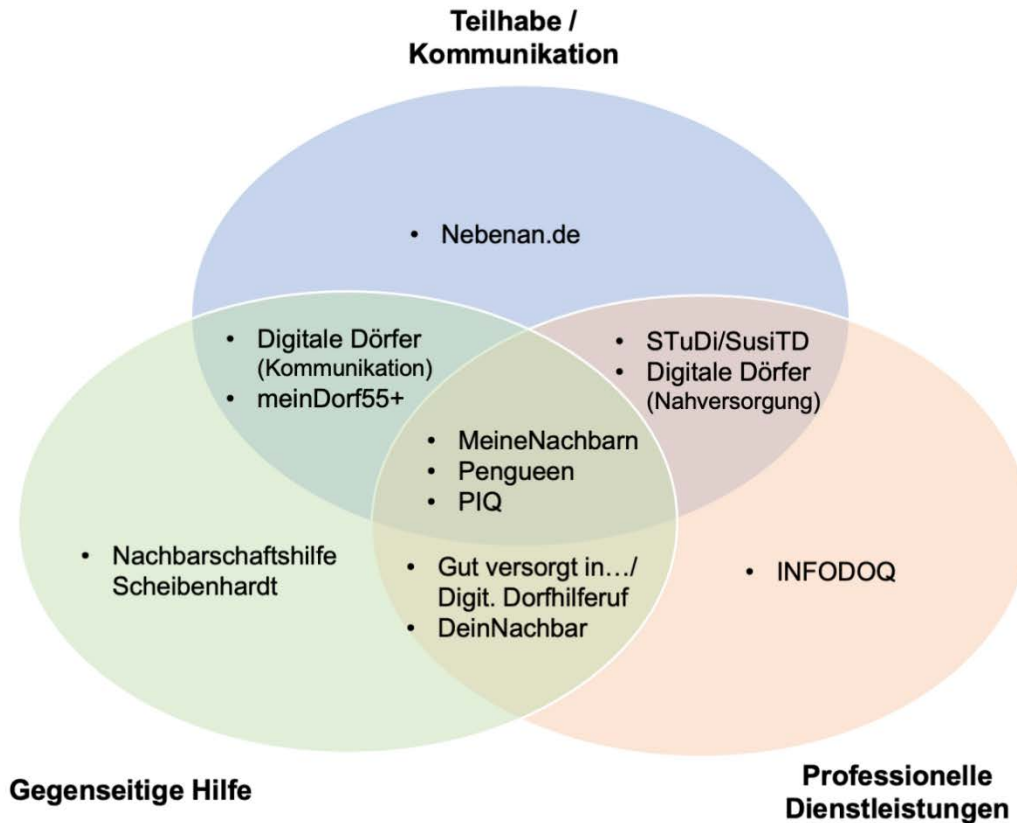 Teilhabe /
Kommunikation
• Nebenan.de
• Digitale Dörfer
(Kommunikation)
• meinDorf55+
• STuDi/SusiTD
• Digitale Dörfer
(Nahversorgung)
• MeineNachbarn
• Pengueen
• PIQ
• Nachbarschaftshilfe
Scheibenhardt
• Gut versorgt in…/
Digit. Dorfhilferuf
• DeinNachbar
• INFODOQ
Gegenseitige Hilfe
Professionelle
Dienstleistungen